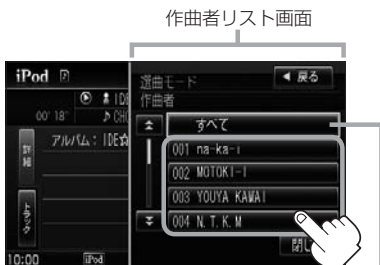 作曲者リスト画面
iPod
選曲モード
◀ 戻る
作曲者
00'18"
すべて
アルバム: IDE☆
詳細
001 na-ka-i
002 MOTOKI-I
003 YOUYA KAWAI
トラック
004 N.T.K.M
10:00
iPod